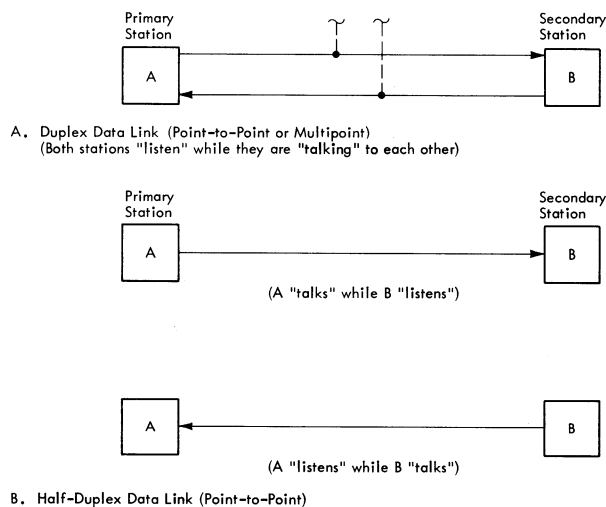 Primary Station
Secondary Station
A
B
A. Duplex Data Link (Point-to-Point or Multipoint)
(Both stations "listen" while they are "talking" to each other)
Primary Station
Secondary Station
A
B
(A "talks" while B "listens")
A
B
(A "listens" while B "talks")
B. Half-Duplex Data Link (Point-to-Point)